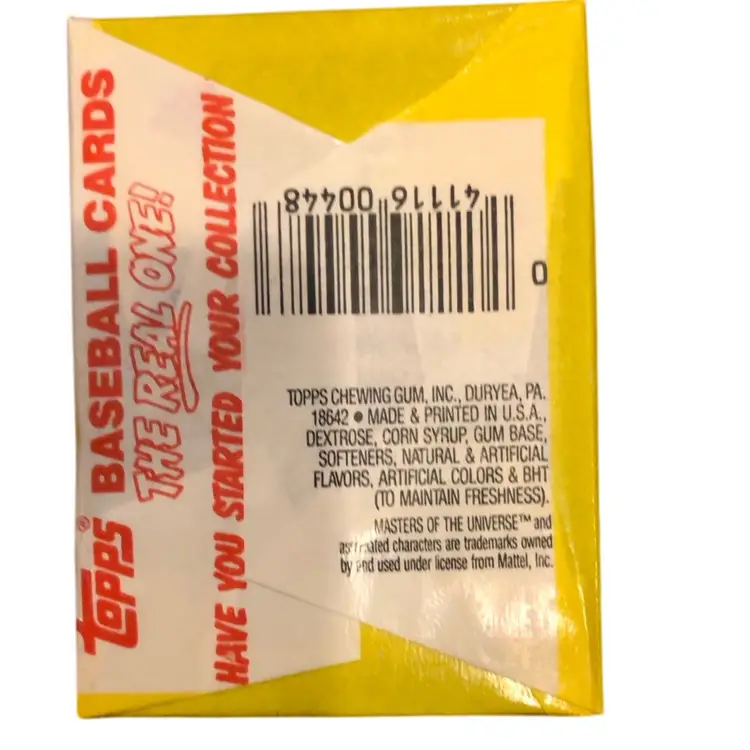 TOPPS® BASEBALL CARDS
THE REAL ONE!
HAVE YOU STARTED YOUR COLLECTION
0 41116 00448
TOPPS CHEWING GUM, INC., DURYEA, PA.
18642 ● MADE & PRINTED IN U.S.A.,
DEXTROSE, CORN SYRUP, GUM BASE,
SOFTENERS, NATURAL & ARTIFICIAL
FLAVORS, ARTIFICIAL COLORS & BHT
(TO MAINTAIN FRESHNESS).
MASTERS OF THE UNIVERSE™ and
characters are trademarks owned
by and used under license from Mattel, Inc.